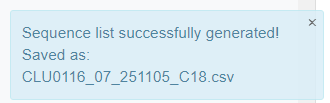 Sequence list successfully generated!
Saved as:
CLU0116_07_251105_C18.csv